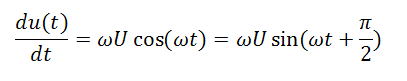 du(t)/dt = ωU cos(ωt) = ωU sin(ωt + π/2)